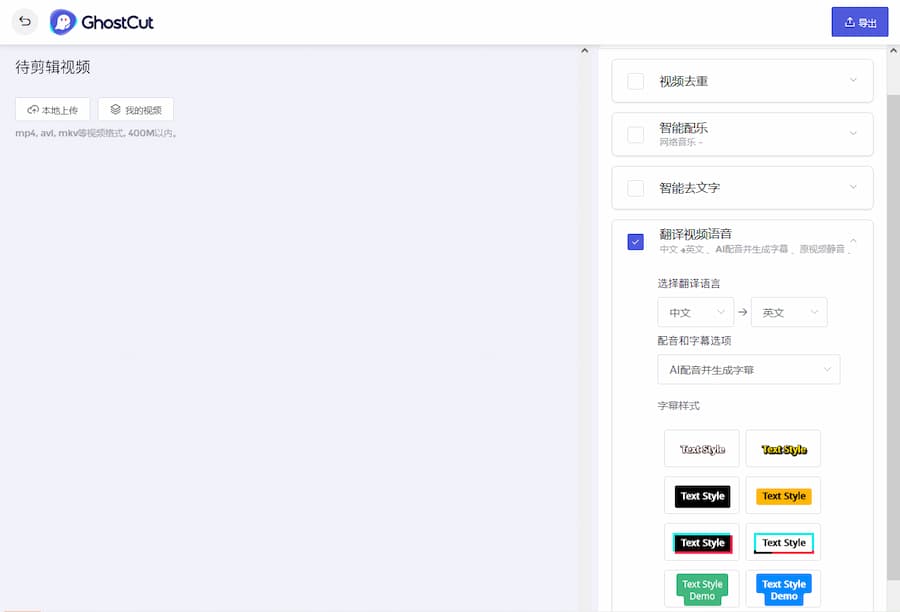 GhostCut
导出
待剪辑视频
本地上传 我的视频
mp4, avi, mkv等视频格式, 400M以内。
视频去重
智能配乐
网络音乐 -
智能去文字
翻译视频语音
中文 →英文 、 AI配音并生成字幕 、 原视频静音 、
选择翻译语言
中文 → 英文
配音和字幕选项
AI配音并生成字幕
字幕样式
Text Style Text Style
Text Style Text Style
Text Style Text Style
Text Style Text Style
Demo Demo